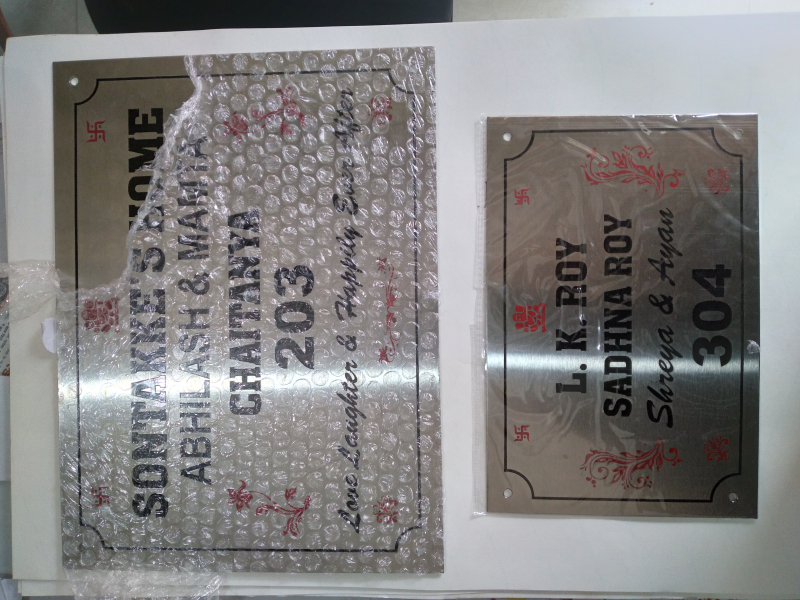 SONTAKKE'S HOME
ABHILASH & MAMTA
CHAITANYA
203
Love Laughter & Happily Ever After
L. K. ROY
SADHNA ROY
Shreya & Ayan
304